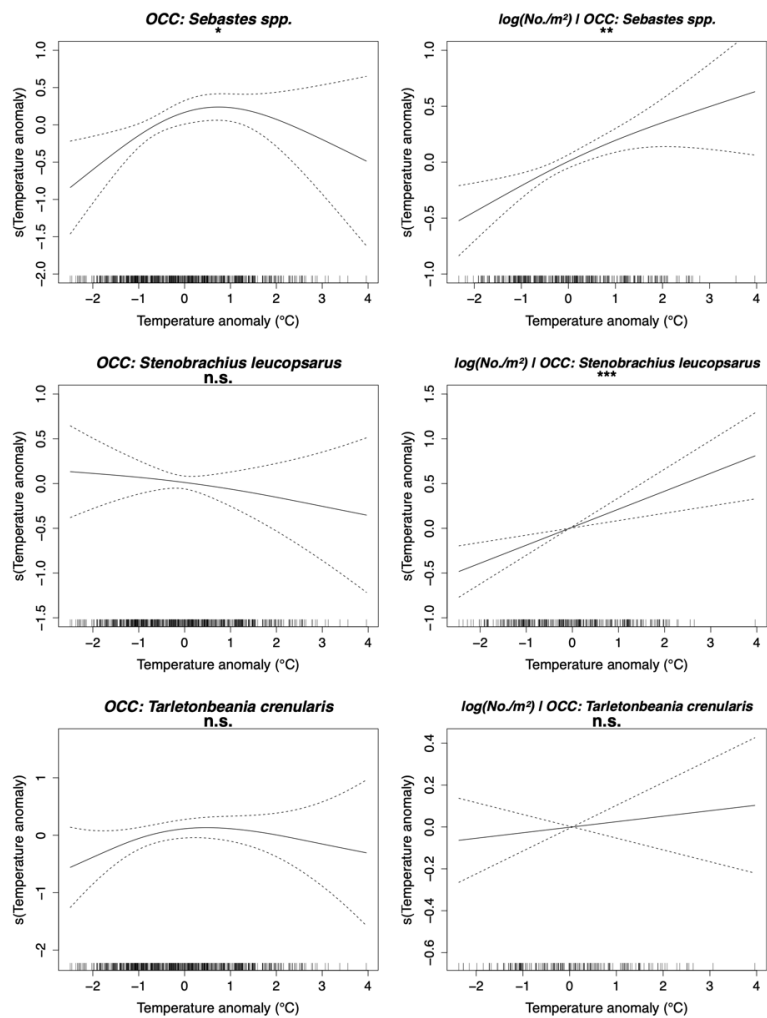 OCC: Sebastes spp.
*
s(Temperature anomaly)
1.0
0.5
0.0
−0.5
−1.0
−1.5
−2.0
−2 −1 0 1 2 3 4
Temperature anomaly (°C)
log(No./m²) | OCC: Sebastes spp.
**
s(Temperature anomaly)
1.0
0.5
0.0
−0.5
−1.0
−2 −1 0 1 2 3 4
Temperature anomaly (°C)
OCC: Stenobrachius leucopsarus
n.s.
s(Temperature anomaly)
1.0
0.5
0.0
−0.5
−1.0
−1.5
−2 −1 0 1 2 3 4
Temperature anomaly (°C)
log(No./m²) | OCC: Stenobrachius leucopsarus
***
s(Temperature anomaly)
1.5
1.0
0.5
0.0
−0.5
−1.0
−2 −1 0 1 2 3 4
Temperature anomaly (°C)
OCC: Tarletonbeania crenularis
n.s.
s(Temperature anomaly)
1
0
−1
−2
−2 −1 0 1 2 3 4
Temperature anomaly (°C)
log(No./m²) | OCC: Tarletonbeania crenularis
n.s.
s(Temperature anomaly)
0.4
0.2
0.0
−0.2
−0.4
−0.6
−2 −1 0 1 2 3 4
Temperature anomaly (°C)